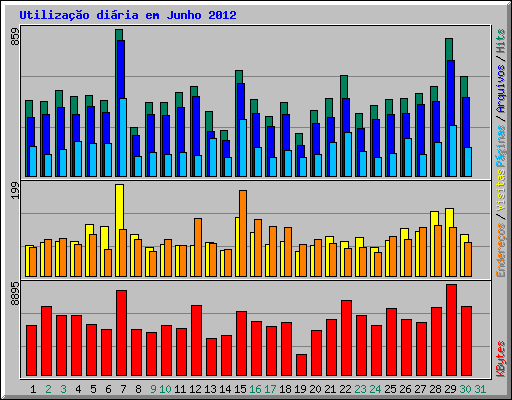 Utilização diária em Junho 2012
859
199
8895
Hits / Arquivos / Páginas
Endereços / visitas
KBytes
1 2 3 4 5 6 7 8 9 10 11 12 13 14 15 16 17 18 19 20 21 22 23 24 25 26 27 28 29 30 31